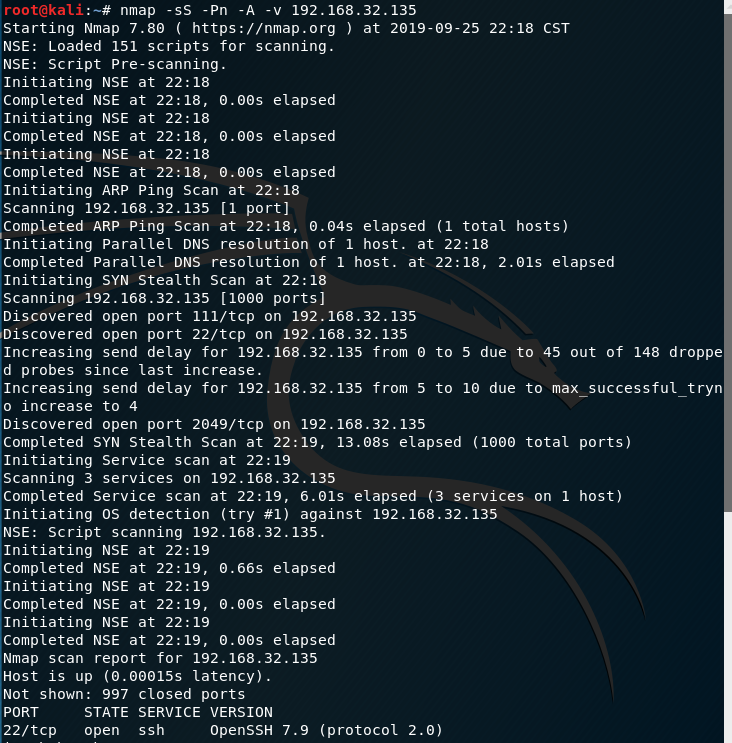 root@kali:~# nmap -sS -Pn -A -v 192.168.32.135
Starting Nmap 7.80 ( https://nmap.org ) at 2019-09-25 22:18 CST
NSE: Loaded 151 scripts for scanning.
NSE: Script Pre-scanning.
Initiating NSE at 22:18
Completed NSE at 22:18, 0.00s elapsed
Initiating NSE at 22:18
Completed NSE at 22:18, 0.00s elapsed
Initiating NSE at 22:18
Completed NSE at 22:18, 0.00s elapsed
Initiating ARP Ping Scan at 22:18
Scanning 192.168.32.135 [1 port]
Completed ARP Ping Scan at 22:18, 0.04s elapsed (1 total hosts)
Initiating Parallel DNS resolution of 1 host. at 22:18
Completed Parallel DNS resolution of 1 host. at 22:18, 2.01s elapsed
Initiating SYN Stealth Scan at 22:18
Scanning 192.168.32.135 [1000 ports]
Discovered open port 111/tcp on 192.168.32.135
Discovered open port 22/tcp on 192.168.32.135
Increasing send delay for 192.168.32.135 from 0 to 5 due to 45 out of 148 droppe
d probes since last increase.
Increasing send delay for 192.168.32.135 from 5 to 10 due to max_successful_tryn
o increase to 4
Discovered open port 2049/tcp on 192.168.32.135
Completed SYN Stealth Scan at 22:19, 13.08s elapsed (1000 total ports)
Initiating Service scan at 22:19
Scanning 3 services on 192.168.32.135
Completed Service scan at 22:19, 6.01s elapsed (3 services on 1 host)
Initiating OS detection (try #1) against 192.168.32.135
NSE: Script scanning 192.168.32.135.
Initiating NSE at 22:19
Completed NSE at 22:19, 0.66s elapsed
Initiating NSE at 22:19
Completed NSE at 22:19, 0.00s elapsed
Initiating NSE at 22:19
Completed NSE at 22:19, 0.00s elapsed
Nmap scan report for 192.168.32.135
Host is up (0.00015s latency).
Not shown: 997 closed ports
PORT     STATE SERVICE VERSION
22/tcp   open  ssh     OpenSSH 7.9 (protocol 2.0)